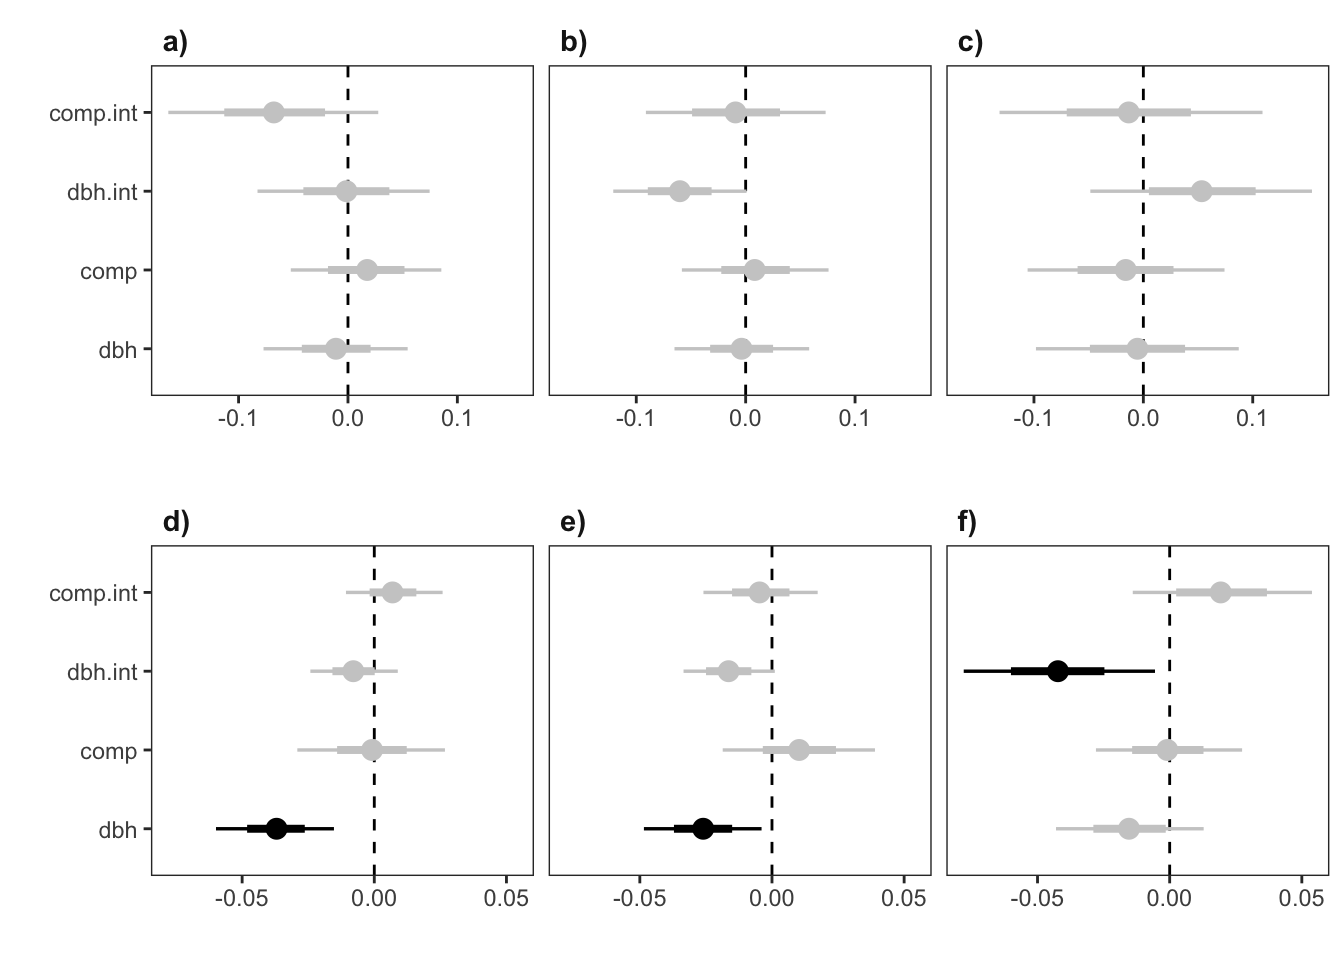 a) b) c)
comp.int
dbh.int
comp
dbh
-0.1 0.0 0.1 -0.1 0.0 0.1 -0.1 0.0 0.1
d) e) f)
comp.int
dbh.int
comp
dbh
-0.05 0.00 0.05 -0.05 0.00 0.05 -0.05 0.00 0.05